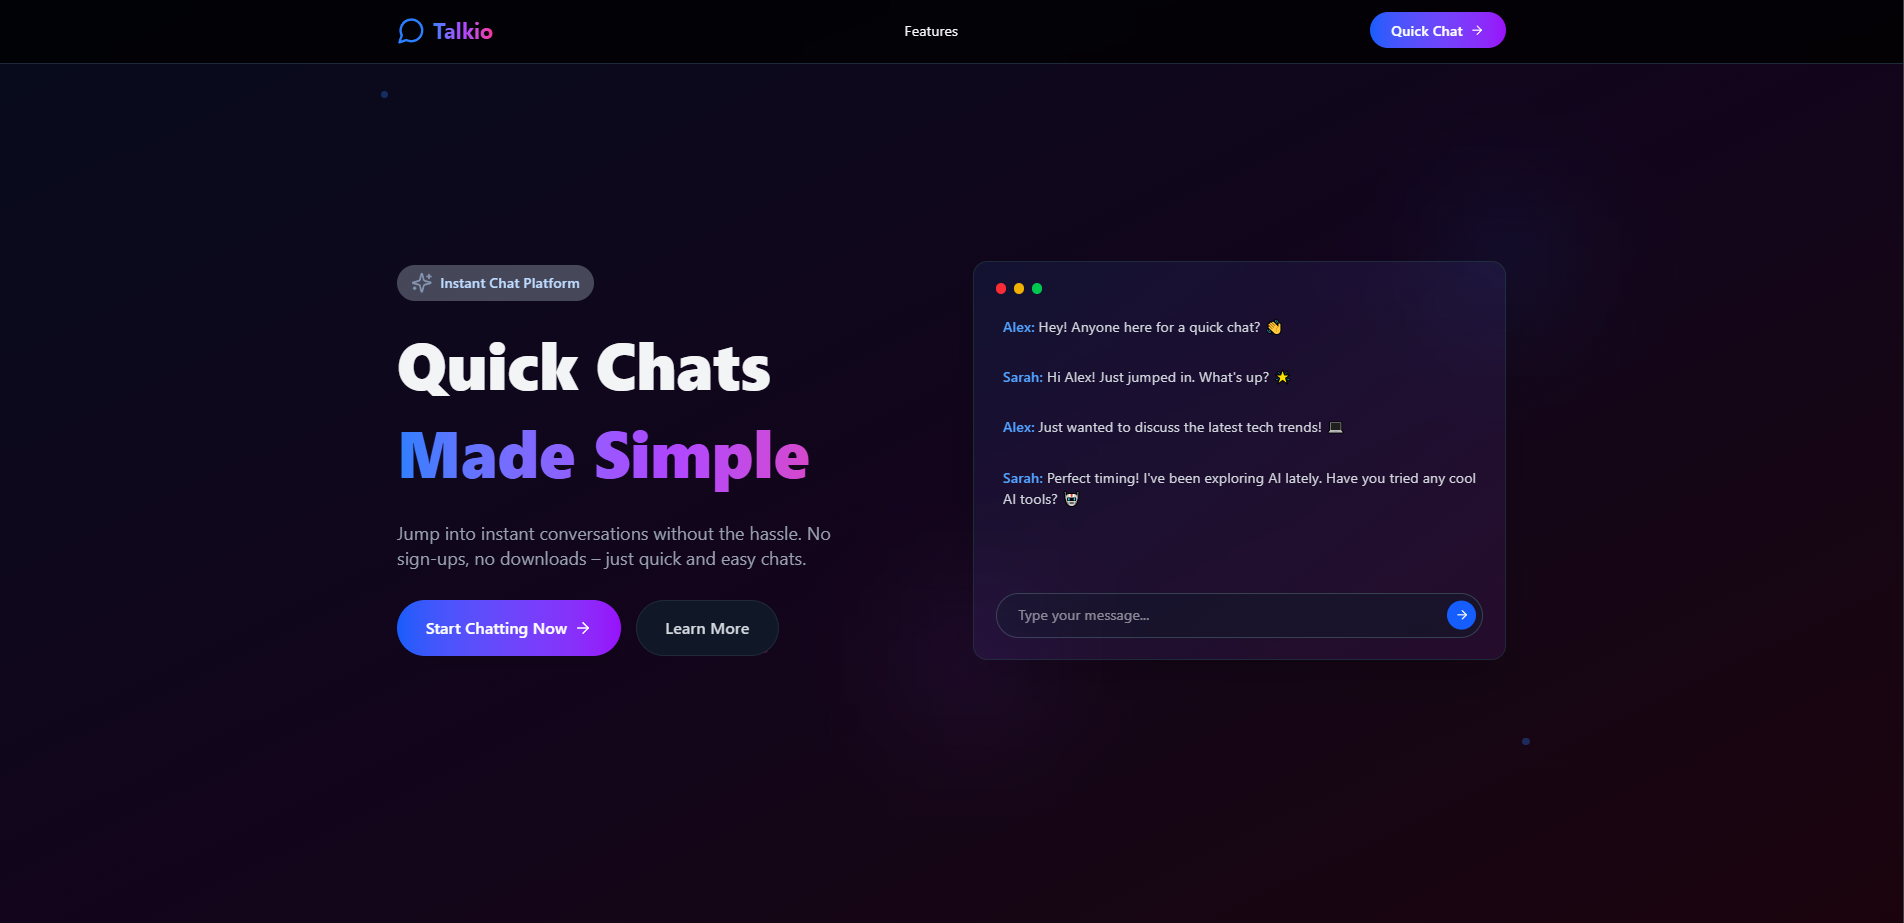 Talkio
Features
Quick Chat
Instant Chat Platform
Quick Chats
Made Simple
Jump into instant conversations without the hassle. No
sign-ups, no downloads – just quick and easy chats.
Start Chatting Now
Learn More
Alex: Hey! Anyone here for a quick chat? 👋
Sarah: Hi Alex! Just jumped in. What's up? 🌟
Alex: Just wanted to discuss the latest tech trends! 💻
Sarah: Perfect timing! I've been exploring AI lately. Have you tried any cool
AI tools? 🤖
Type your message...